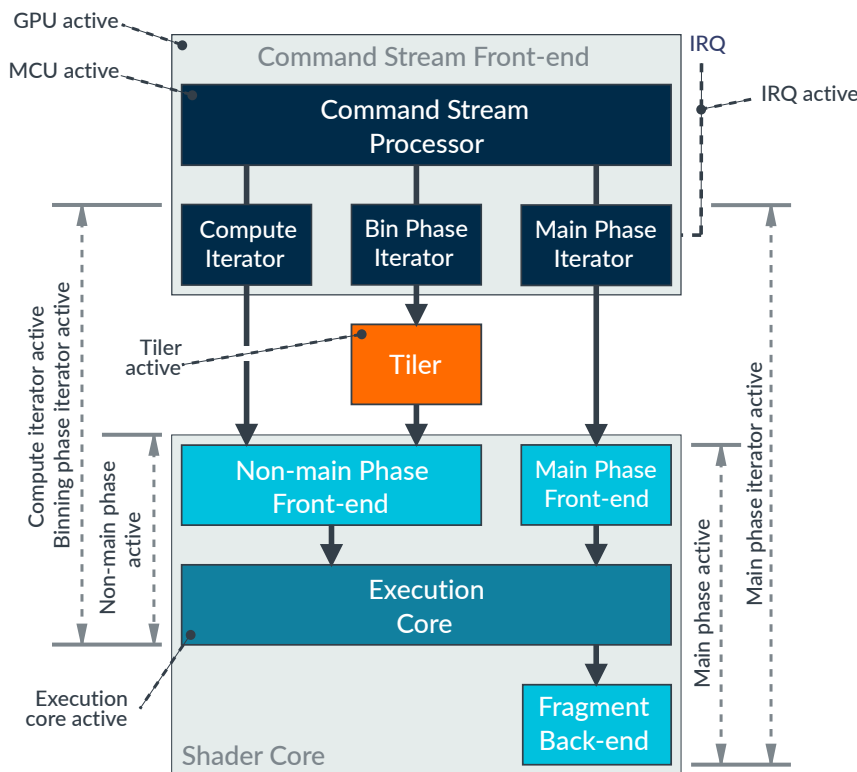 GPU active
Command Stream Front-end
IRQ
MCU active
IRQ active
Command Stream
Processor
Compute
Iterator
Bin Phase
Iterator
Main Phase
Iterator
Tiler
active
Tiler
Compute iterator active
Binning phase iterator active
Non-main phase
active
Non-main Phase
Front-end
Main Phase
Front-end
Main phase active
Main phase iterator active
Execution
Core
Execution
core active
Fragment
Back-end
Shader Core